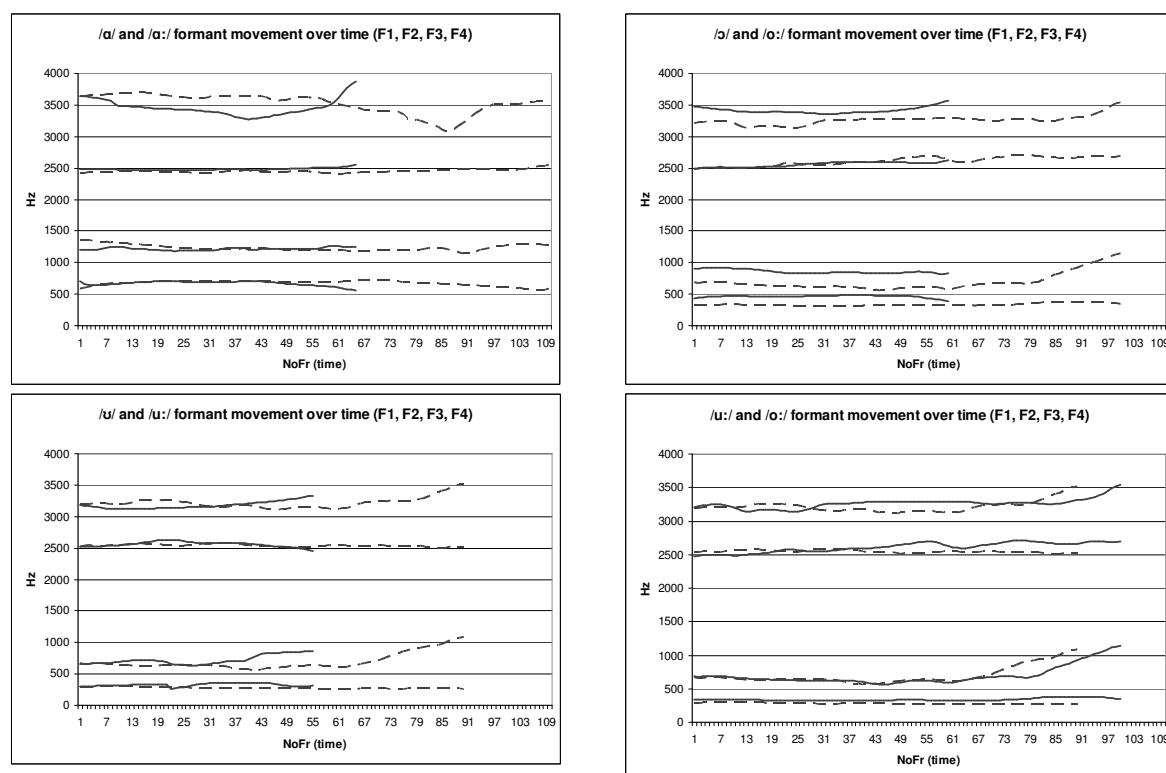 /ɑ/ and /ɑː/ formant movement over time (F1, F2, F3, F4)
4000
3500
3000
2500
2000
1500
1000
500
0
Hz
1 7 13 19 25 31 37 43 49 55 61 67 73 79 85 91 97 103 109
NoFr (time)
/ɔ/ and /oː/ formant movement over time (F1, F2, F3, F4)
4000
3500
3000
2500
2000
1500
1000
500
0
Hz
1 7 13 19 25 31 37 43 49 55 61 67 73 79 85 91 97 103 109
NoFr (time)
/ʊ/ and /uː/ formant movement over time (F1, F2, F3, F4)
4000
3500
3000
2500
2000
1500
1000
500
0
Hz
1 7 13 19 25 31 37 43 49 55 61 67 73 79 85 91 97 103 109
NoFr (time)
/uː/ and /oː/ formant movement over time (F1, F2, F3, F4)
4000
3500
3000
2500
2000
1500
1000
500
0
Hz
1 7 13 19 25 31 37 43 49 55 61 67 73 79 85 91 97 103 109
NoFr (time)